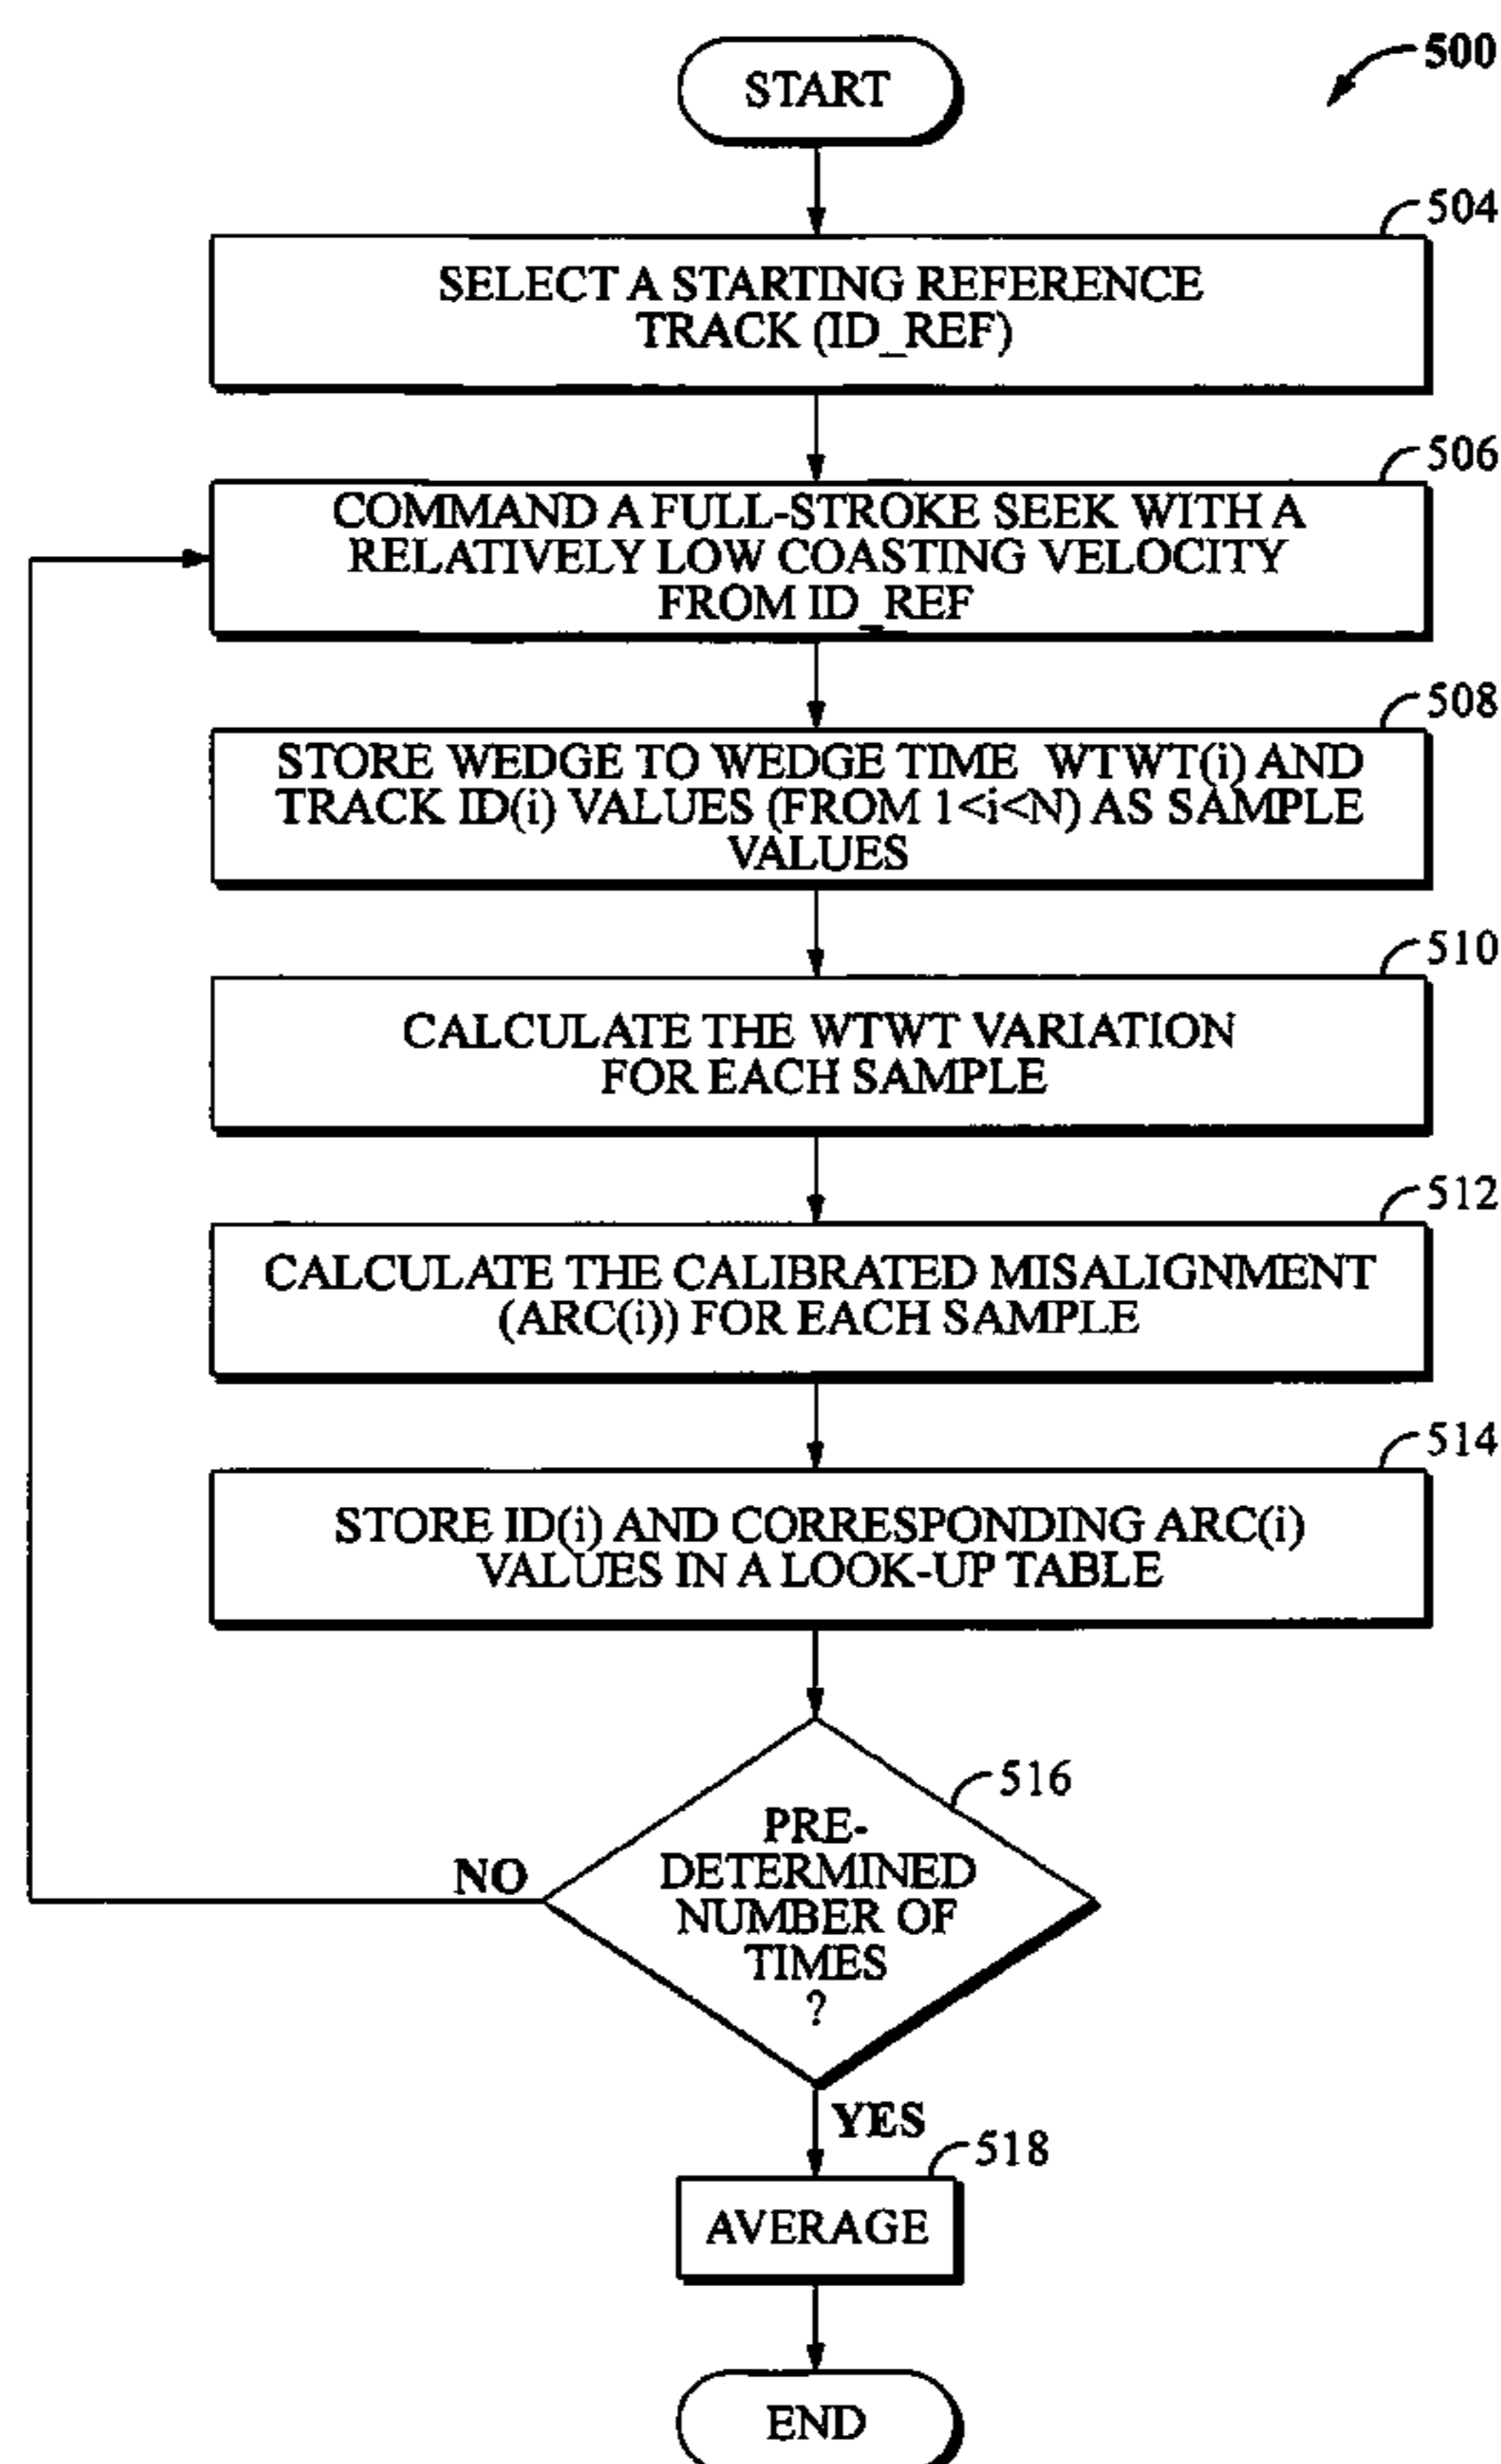 500
START
504
SELECT A STARTING REFERENCE
TRACK (ID_REF)
506
COMMAND A FULL-STROKE SEEK WITH A
RELATIVELY LOW COASTING VELOCITY
FROM ID_REF
508
STORE WEDGE TO WEDGE TIME WTWT(i) AND
TRACK ID(i) VALUES (FROM 1<i<N) AS SAMPLE
VALUES
510
CALCULATE THE WTWT VARIATION
FOR EACH SAMPLE
512
CALCULATE THE CALIBRATED MISALIGNMENT
(ARC(i)) FOR EACH SAMPLE
514
STORE ID(i) AND CORRESPONDING ARC(i)
VALUES IN A LOOK-UP TABLE
516
PRE-
DETERMINED
NUMBER OF
TIMES
?
NO
YES
518
AVERAGE
END